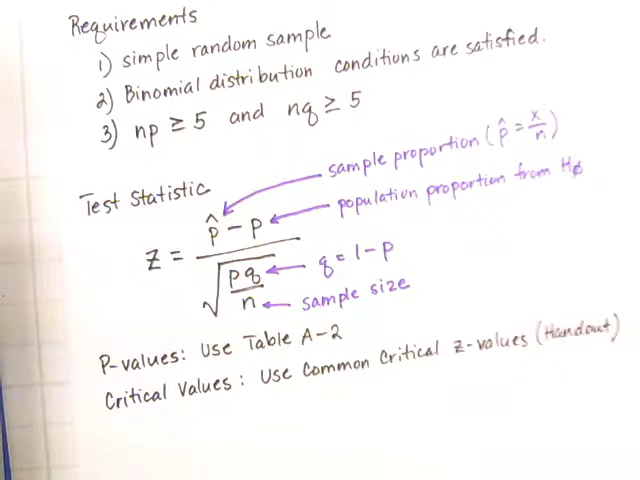 Requirements
1) simple random sample
2) Binomial distribution conditions are satisfied.
3) np ≥ 5 and nq ≥ 5
sample proportion (p̂ = x/n)
Test Statistic
population proportion from H∅
z = (p̂ - p) / √(pq/n)
q = 1-p
sample size
P-values: Use Table A-2
Critical Values: Use Common Critical z-values (Handout)